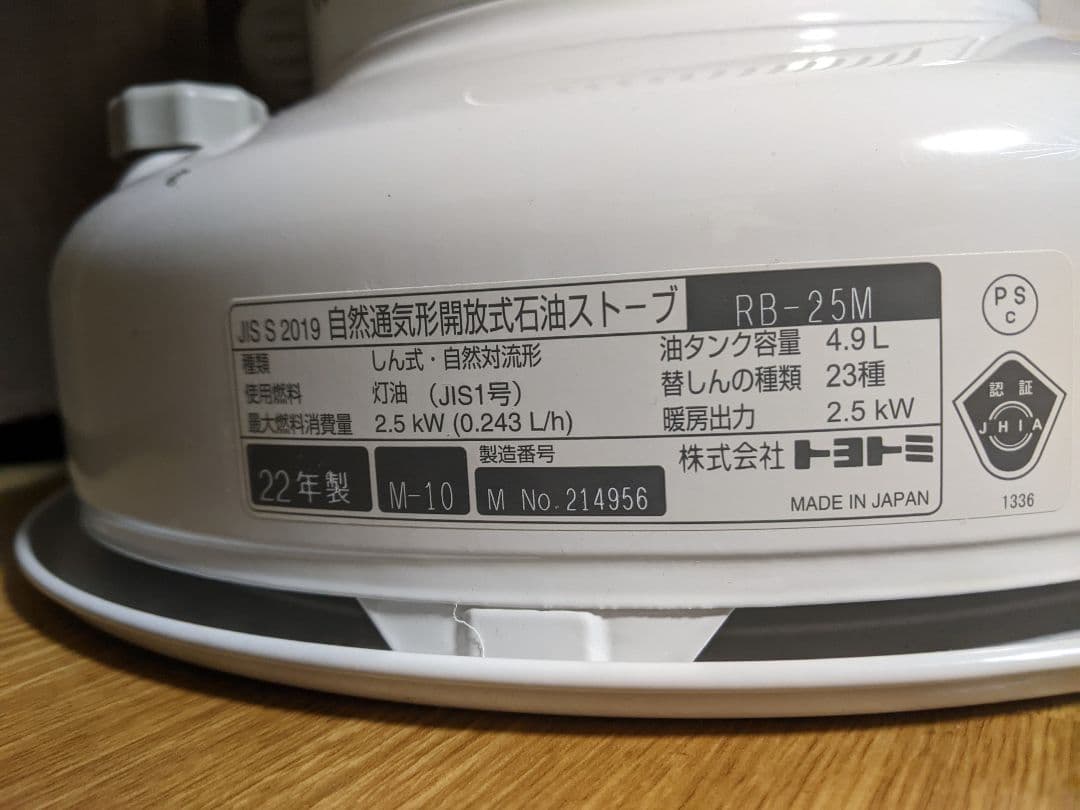 JIS S 2019 自然通気形開放式石油ストーブ RB-25M
種類 しん式・自然対流形
使用燃料 灯油 (JIS1号)
最大燃料消費量 2.5 kW (0.243 L/h)
油タンク容量 4.9L
替しんの種類 23種
暖房出力 2.5 kW
22年製 M-10
製造番号
M No.214956
株式会社トヨトミ
MADE IN JAPAN
PS
C
認証
JHIA
1336